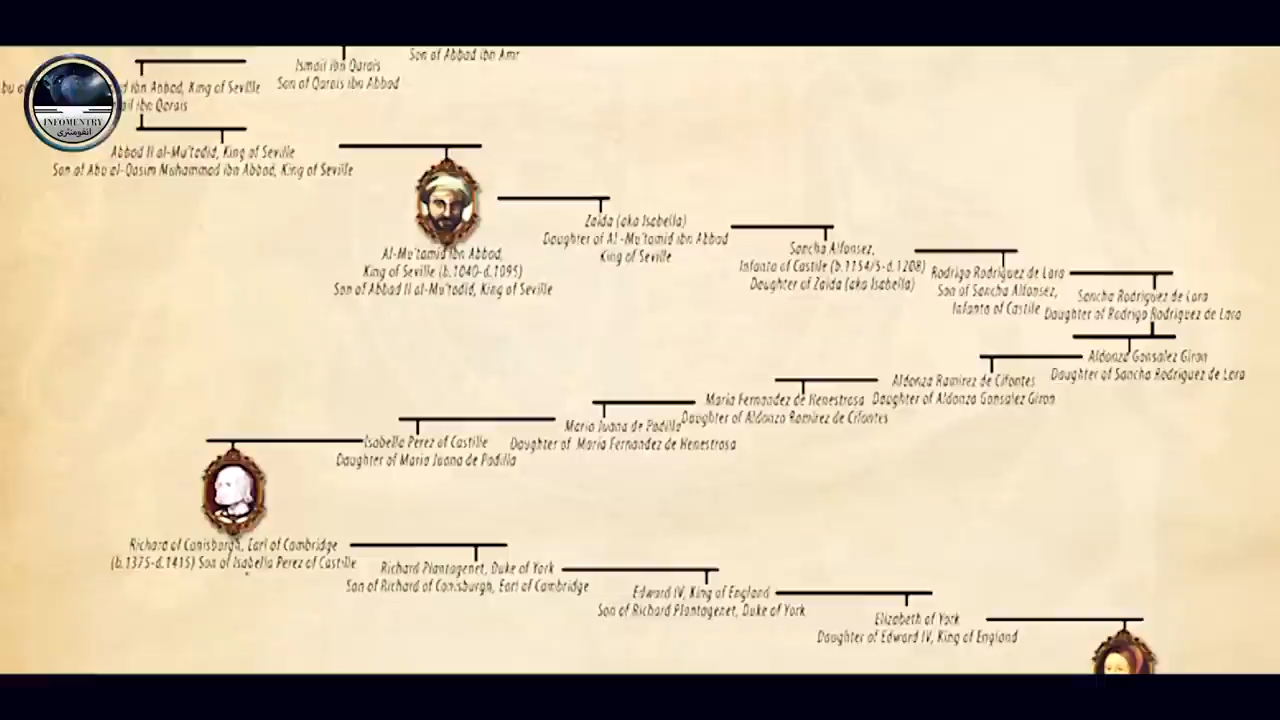 Son of Abbad ibn Amr
Ismail ibn Qarais
Son of Qarais ibn Abbad
ibn Abbad, King of Seville
ibn Qarais
INFOMENTRY
انفومنٹری
Abbad II al-Mu'tadid, King of Seville
Son of Abu al-Qasim Muhammad ibn Abbad, King of Seville
Al-Mu'tamid ibn Abbad,
King of Seville (b.1040-d.1095)
Son of Abbad II al-Mu'tadid, King of Seville
Zaida (aka Isabella)
Daughter of Al-Mu'tamid ibn Abbad
King of Seville
Sancha Alfonsez,
Infanta of Castile (b.1154/5-d.1208)
Daughter of Zaida (aka Isabella)
Rodrigo Rodriguez de Lara
Son of Sancha Alfonsez,
Infanta of Castile
Sancha Rodriguez de Lara
Daughter of Rodrigo Rodriguez de Lara
Aldonza Gonsalez Giron
Daughter of Sancha Rodriguez de Lara
Aldonza Ramirez de Cifontes
Daughter of Aldonza Gonsalez Giron
Maria Fernandez de Henestrosa
Daughter of Aldonza Ramirez de Cifontes
Maria Juana de Padilla
Daughter of Maria Fernandez de Henestrosa
Isabella Perez of Castille
Daughter of Maria Juana de Padilla
Richard of Conisburgh, Earl of Cambridge
(b.1375-d.1415) Son of Isabella Perez of Castille
Richard Plantagenet, Duke of York
Son of Richard of Conisburgh, Earl of Cambridge
Edward IV, King of England
Son of Richard Plantagenet, Duke of York
Elizabeth of York
Daughter of Edward IV, King of England